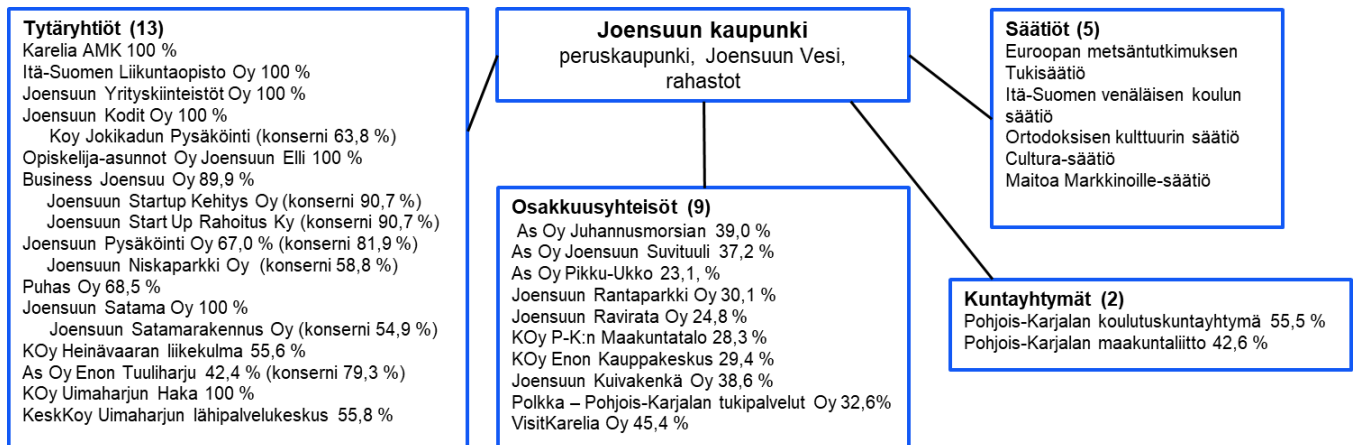 Tytäryhtiöt (13)
Karelia AMK 100 %
Itä-Suomen Liikuntaopisto Oy 100 %
Joensuun Yrityskiinteistöt Oy 100 %
Joensuun Kodit Oy 100 %
Koy Jokikadun Pysäköinti (konserni 63,8 %)
Opiskelija-asunnot Oy Joensuun Elli 100 %
Business Joensuu Oy 89,9 %
Joensuun Startup Kehitys Oy (konserni 90,7 %)
Joensuun Start Up Rahoitus Ky (konserni 90,7 %)
Joensuun Pysäköinti Oy 67,0 % (konserni 81,9 %)
Joensuun Niskaparkki Oy (konserni 58,8 %)
Puhas Oy 68,5 %
Joensuun Satama Oy 100 %
Joensuun Satamarakennus Oy (konserni 54,9 %)
KOy Heinävaaran liikekulma 55,6 %
As Oy Enon Tuuliharju 42,4 % (konserni 79,3 %)
KOy Uimaharjun Haka 100 %
KeskKoy Uimaharjun lähipalvelukeskus 55,8 %
Joensuun kaupunki
peruskaupunki, Joensuun Vesi,
rahastot
Osakkuusyhteisöt (9)
As Oy Juhannusmorsian 39,0 %
As Oy Joensuun Suvituuli 37,2 %
As Oy Pikku-Ukko 23,1, %
Joensuun Rantaparkki Oy 30,1 %
Joensuun Ravirata Oy 24,8 %
KOy P-K:n Maakuntatalo 28,3 %
KOy Enon Kauppakeskus 29,4 %
Joensuun Kuivakenkä Oy 38,6 %
Polkka – Pohjois-Karjalan tukipalvelut Oy 32,6%
VisitKarelia Oy 45,4 %
Säätiöt (5)
Euroopan metsäntutkimuksen
Tukisäätiö
Itä-Suomen venäläisen koulun
säätiö
Ortodoksisen kulttuurin säätiö
Cultura-säätiö
Maitoa Markkinoille-säätiö
Kuntayhtymät (2)
Pohjois-Karjalan koulutuskuntayhtymä 55,5 %
Pohjois-Karjalan maakuntaliitto 42,6 %